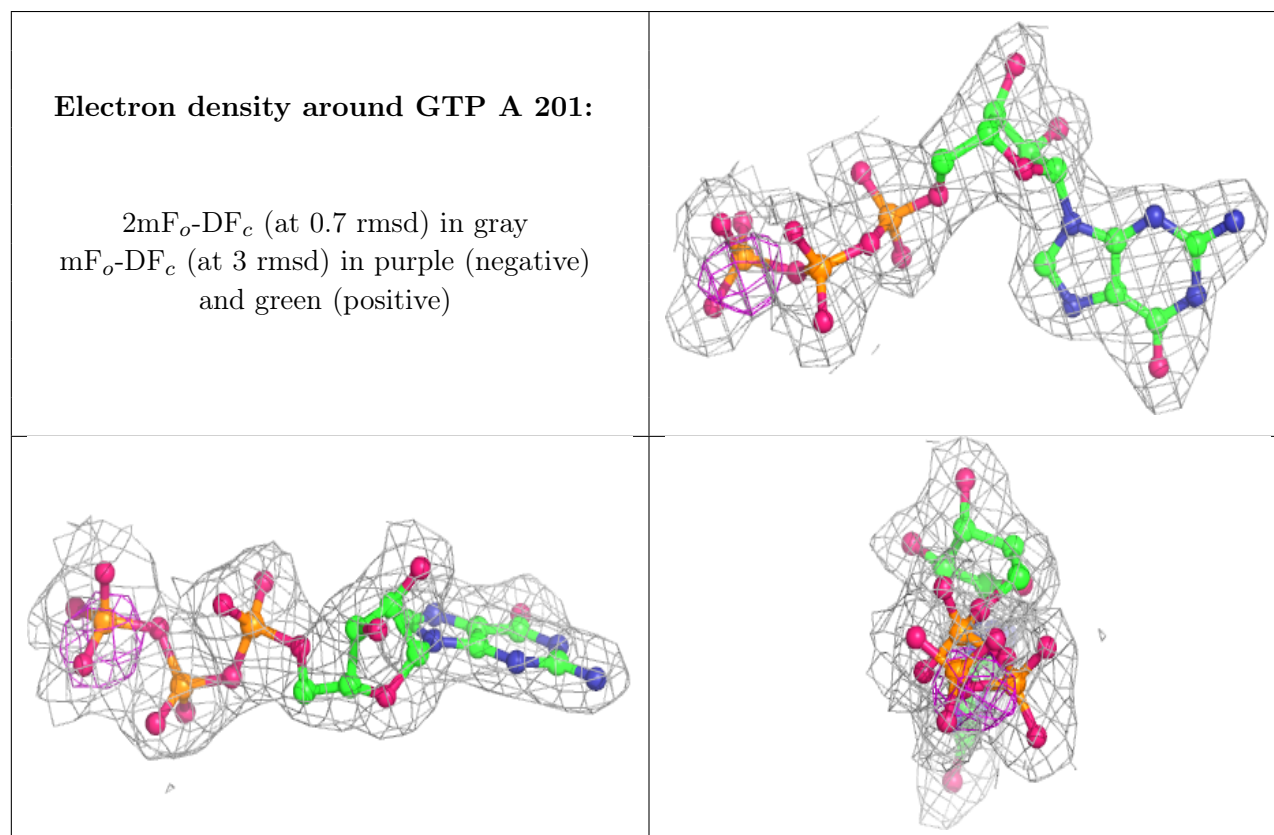 Electron density around GTP A 201:
2mFₒ-DF𝒸 (at 0.7 rmsd) in gray
mFₒ-DF𝒸 (at 3 rmsd) in purple (negative)
and green (positive)